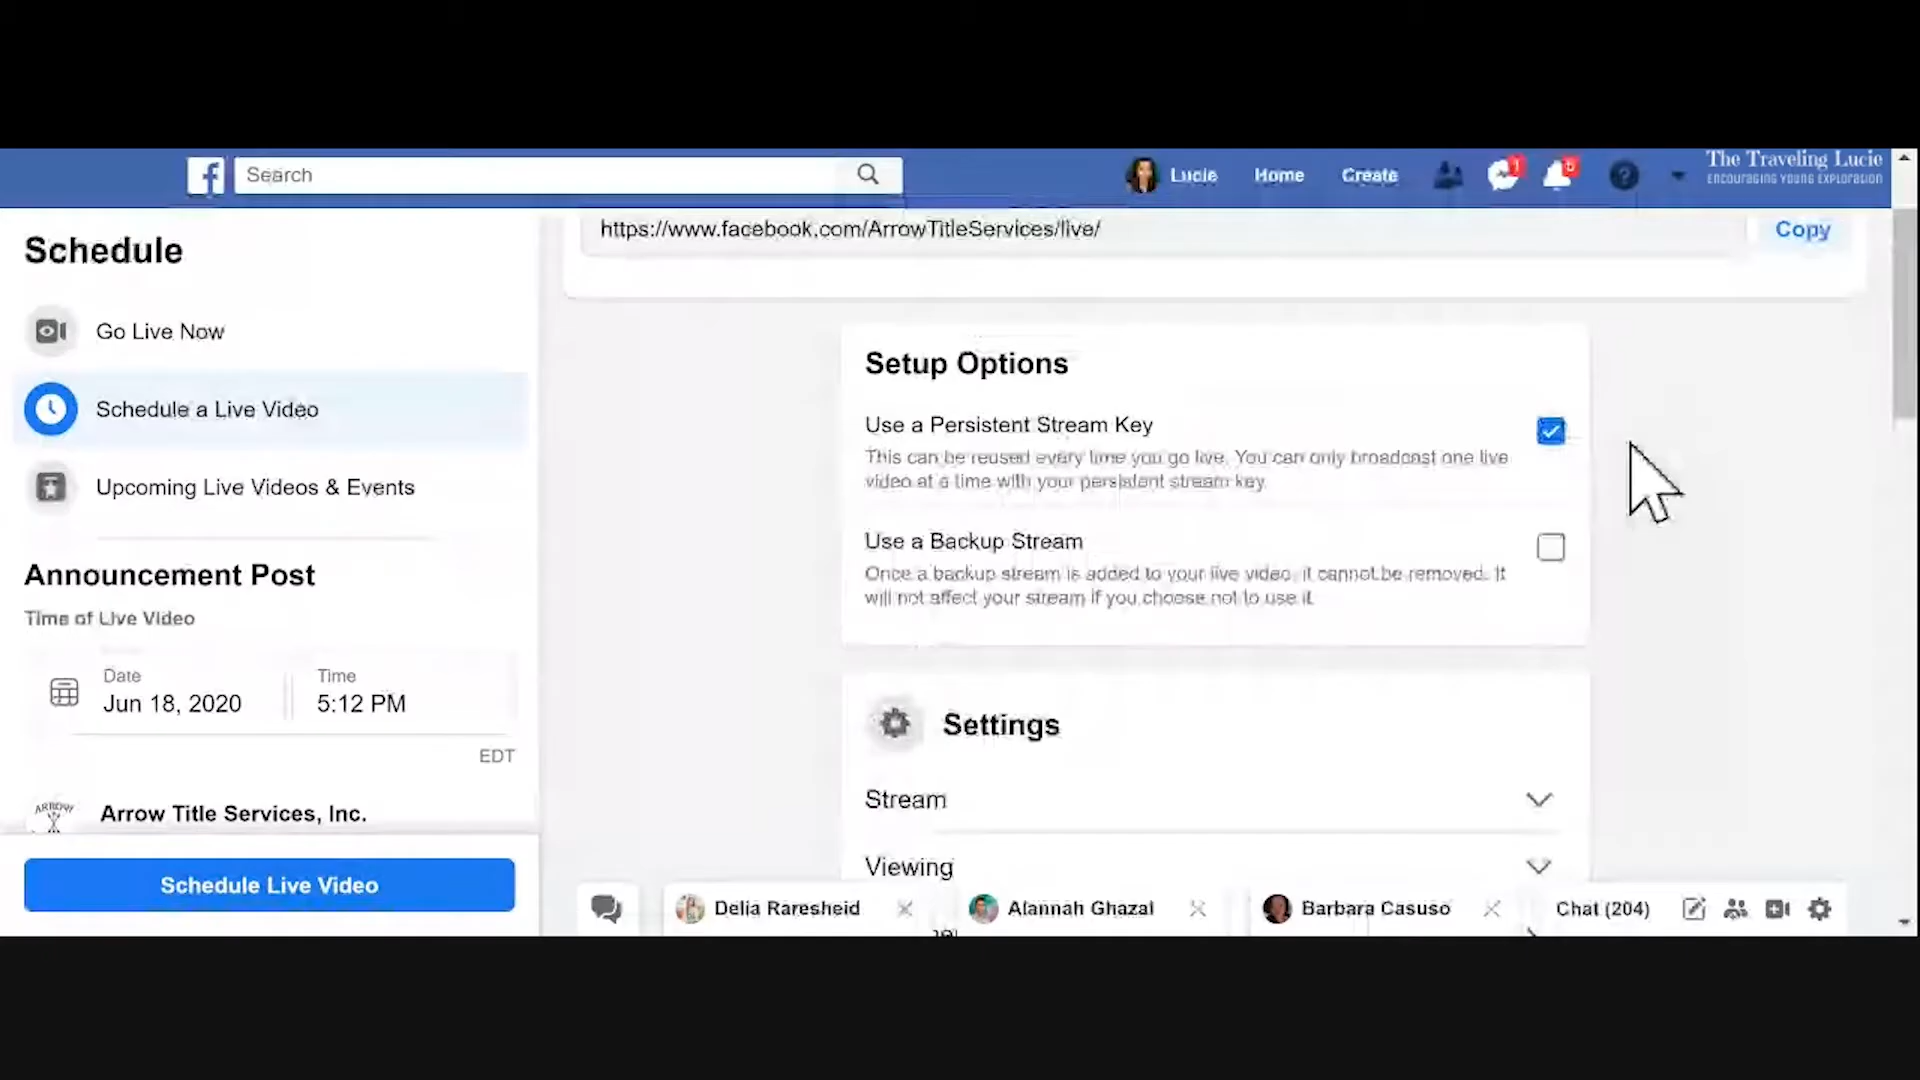 Search
Lucie
Home
Create
The Traveling Lucie
ENCOURAGING YOUNG EXPLORATION
Schedule
Go Live Now
Schedule a Live Video
Upcoming Live Videos & Events
Announcement Post
Time of Live Video
Date
Jun 18, 2020
Time
5:12 PM
EDT
ARROW
Arrow Title Services, Inc.
Schedule Live Video
https://www.facebook.com/ArrowTitleServices/live/
Copy
Setup Options
Use a Persistent Stream Key
This can be reused every time you go live. You can only broadcast one live
video at a time with your persistent stream key.
Use a Backup Stream
Once a backup stream is added to your live video, it cannot be removed. It
will not affect your stream if you choose not to use it.
Settings
Stream
Viewing
Delia Raresheid
Alannah Ghazal
Barbara Casuso
Chat (204)